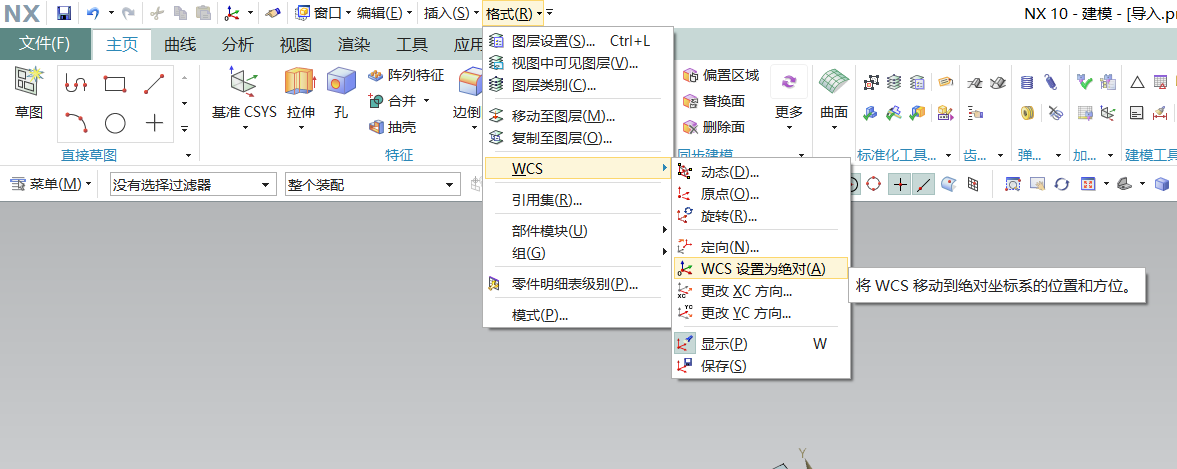 NX 窗口 编辑(E) 插入(S) 格式(R) NX 10 - 建模 - [导入.pr
文件(F) 主页 曲线 分析 视图 渲染 工具 应用
草图
直接草图
基准 CSYS 拉伸 孔 阵列特征 合并 抽壳 边倒
特征
图层设置(S)... Ctrl+L
视图中可见图层(V)...
图层类别(C)...
移动至图层(M)...
复制至图层(O)...
WCS
引用集(R)...
部件模块(U)
组(G)
零件明细表级别(P)...
模式(P)...
偏置区域
替换面
删除面
更多 曲面
同步建模 标准化工具... 齿... 弹... 加... 建模工具
菜单(M) 没有选择过滤器 整个装配
动态(D)...
原点(O)...
旋转(R)...
定向(N)...
WCS 设置为绝对(A)
更改 XC 方向...
更改 YC 方向...
显示(P) W
保存(S)
将 WCS 移动到绝对坐标系的位置和方位。
Y